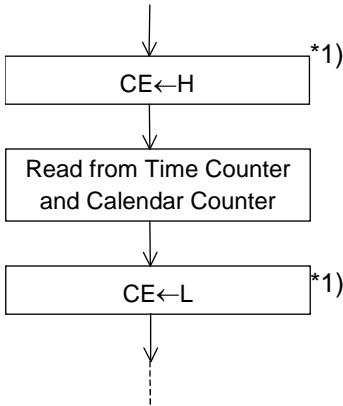 *1)
CE←H
Read from Time Counter
and Calendar Counter
*1)
CE←L